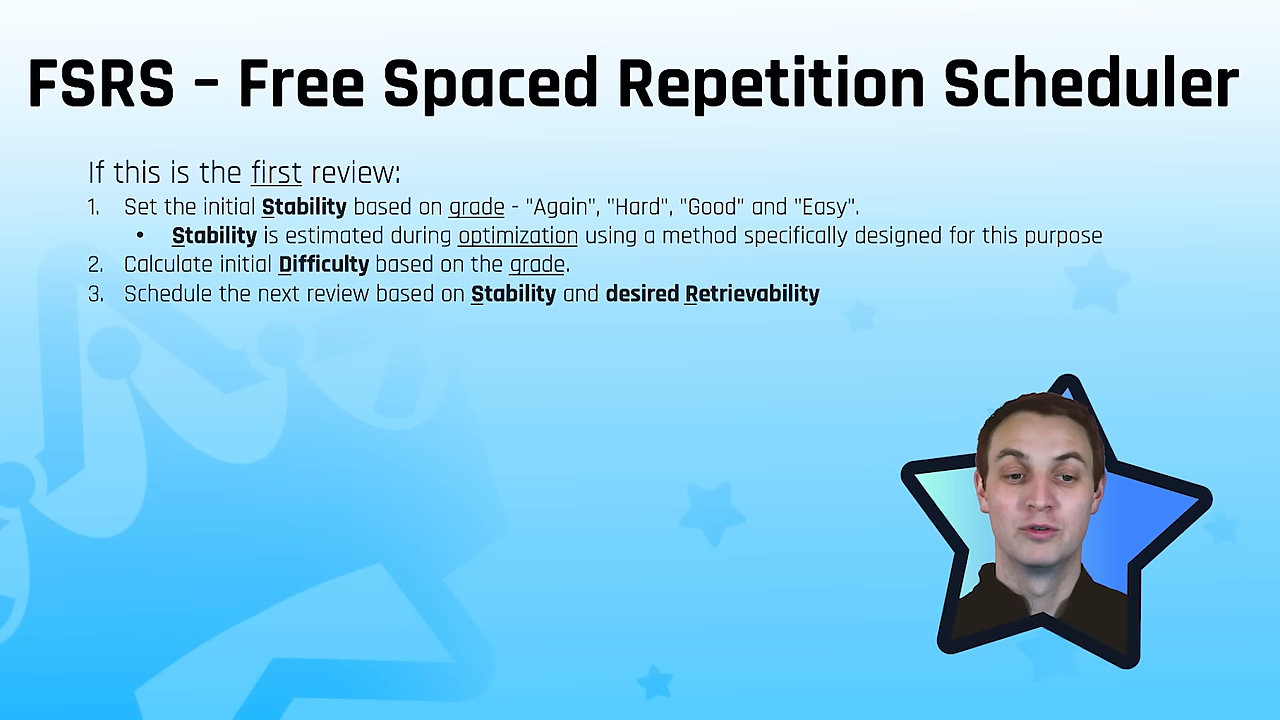 FSRS – Free Spaced Repetition Scheduler
If this is the first review:
1. Set the initial Stability based on grade - "Again", "Hard", "Good" and "Easy".
• Stability is estimated during optimization using a method specifically designed for this purpose
2. Calculate initial Difficulty based on the grade.
3. Schedule the next review based on Stability and desired Retrievability